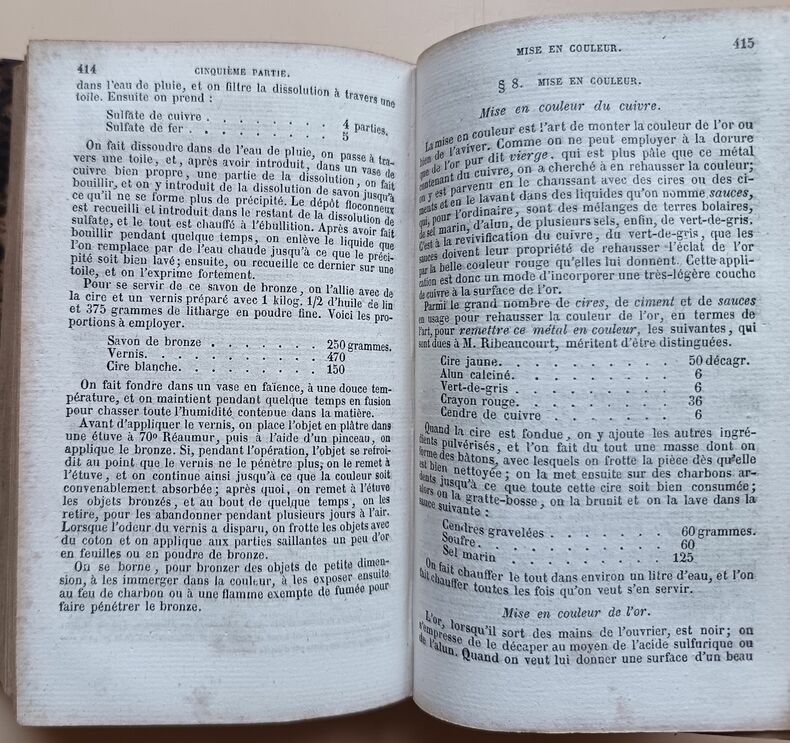 414
CINQUIÈME PARTIE.
dans l'eau de pluie, et on filtre la dissolution à travers une
toile. Ensuite on prend :
Sulfate de cuivre . . . . . . . 4 parties.
Sulfate de fer . . . . . . . . 5
On fait dissoudre dans de l'eau de pluie, on passe à tra-
vers une toile, et, après avoir introduit, dans un vase de
cuivre bien propre, une partie de la dissolution, on fait
bouillir, et on y introduit de la dissolution de savon jusqu'à
ce qu'il ne se forme plus de précipité. Le dépôt floconneux
est recueilli et introduit dans le restant de la dissolution de
sulfate, et le tout est chauffé à l'ébullition. Après avoir fait
bouillir pendant quelque temps, on enlève le liquide que
l'on remplace par de l'eau chaude jusqu'à ce que le préci-
pité soit bien lavé; ensuite, on recueille ce dernier sur une
toile, et on l'exprime fortement.
Pour se servir de ce savon de bronze, on l'allie avec de
la cire et un vernis préparé avec 1 kilog. 1/2 d'huile de lin
et 375 grammes de litharge en poudre fine. Voici les pro-
portions à employer.
Savon de bronze . . . . . . . 250 grammes.
Vernis. . . . . . . . . . 470
Cire blanche. . . . . . . . 150
On fait fondre dans un vase en faïence, à une douce tem-
pérature, et on maintient pendant quelque temps en fusion
pour chasser toute l'humidité contenue dans la matière.
Avant d'appliquer le vernis, on place l'objet en plâtre dans
une étuve à 70º Réaumur, puis à l'aide d'un pinceau, on
applique le bronze. Si, pendant l'opération, l'objet se refroi-
dit au point que le vernis ne le pénètre plus; on le remet à
l'étuve, et on continue ainsi jusqu'à ce que la couleur soit
convenablement absorbée; après quoi, on remet à l'étuve
les objets bronzés, et au bout de quelque temps, on les
retire, pour les abandonner pendant plusieurs jours à l'air.
Lorsque l'odeur du vernis a disparu, on frotte les objets avec
du coton et on applique aux parties saillantes un peu d'or
en feuilles ou en poudre de bronze.
On se borne, pour bronzer des objets de petite dimen-
sion, à les immerger dans la couleur, à les exposer ensuite
au feu de charbon ou à une flamme exempte de fumée pour
faire pénétrer le bronze.
MISE EN COULEUR.
415
§ 8. MISE EN COULEUR.
Mise en couleur du cuivre.
La mise en couleur est l'art de monter la couleur de l'or ou
bien de l'aviver. Comme on ne peut employer à la dorure
que de l'or pur dit vierge, qui est plus pâle que ce métal
contenant du cuivre, on a cherché à en rehausser la couleur;
on y est parvenu en le chaussant avec des cires ou des ci-
ments et en le lavant dans des liquides qu'on nomme sauces,
qui, pour l'ordinaire, sont des mélanges de terres bolaires,
de sel marin, d'alun, de plusieurs sels, enfin, de vert-de-gris.
C'est à la revivification du cuivre, du vert-de-gris, que les
sauces doivent leur propriété de rehausser l'éclat de l'or
par la belle couleur rouge qu'elles lui donnent. Cette appli-
cation est donc un mode d'incorporer une très-légère couche
de cuivre à la surface de l'or.
Parmi le grand nombre de cires, de ciment et de sauces
en usage pour rehausser la couleur de l'or, en termes de
l'art, pour remettre ce métal en couleur, les suivantes, qui
sont dues à M. Ribeaucourt, méritent d'être distinguées.
Cire jaune. . . . . . . . . 50 décagr.
Alun calciné. . . . . . . . 6
Vert-de-gris . . . . . . . . 6
Crayon rouge. . . . . . . . 36
Cendre de cuivre . . . . . . 6
Quand la cire est fondue, on y ajoute les autres ingré-
dients pulvérisés, et l'on fait du tout une masse dont on
forme des bâtons, avec lesquels on frotte la pièce dès qu'elle
est bien nettoyée; on la met ensuite sur des charbons ar-
dents jusqu'à ce que toute cette cire soit bien consumée;
alors on la gratte-bosse, on la brunit et on la lave dans la
sauce suivante :
Cendres gravelées . . . . . . 60 grammes.
Soufre. . . . . . . . . . 60
Sel marin . . . . . . . . 125
On fait chauffer le tout dans environ un litre d'eau, et l'on
fait chauffer toutes les fois qu'on veut s'en servir.
Mise en couleur de l'or.
L'or, lorsqu'il sort des mains de l'ouvrier, est noir; on
s'empresse de le décaper au moyen de l'acide sulfurique ou
de l'alun. Quand on veut lui donner une surface d'un beau